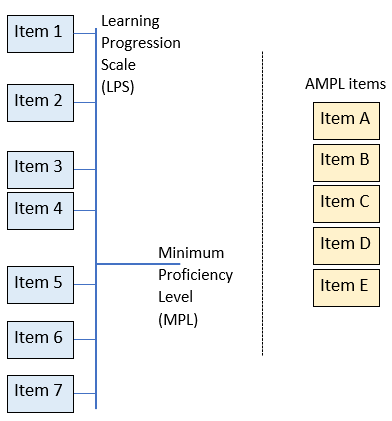 Item 1
Item 2
Item 3
Item 4
Item 5
Item 6
Item 7
Learning
Progression
Scale
(LPS)
Minimum
Proficiency
Level
(MPL)
AMPL items
Item A
Item B
Item C
Item D
Item E